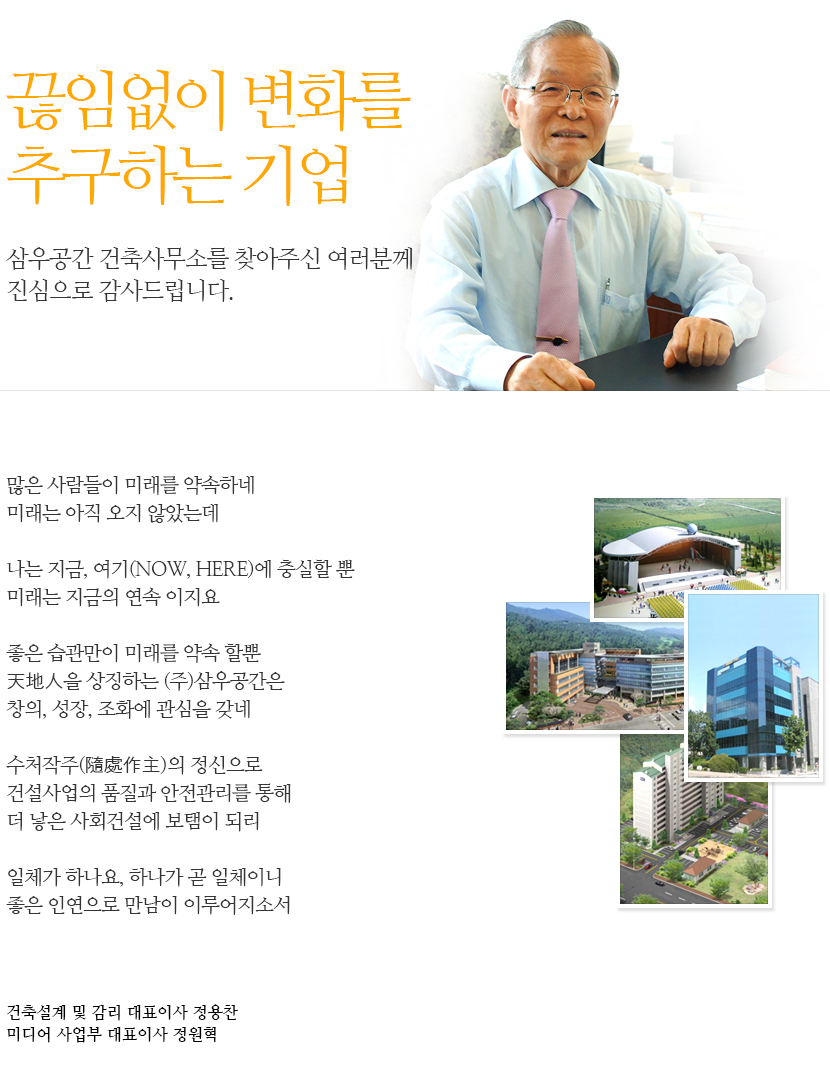 끊임없이 변화를
추구하는 기업
삼우공간 건축사무소를 찾아주신 여러분께
진심으로 감사드립니다.
많은 사람들이 미래를 약속하네
미래는 아직 오지 않았는데
나는 지금, 여기(NOW, HERE)에 충실할 뿐
미래는 지금의 연속 이지요
좋은 습관만이 미래를 약속 할뿐
天地人을 상징하는 (주)삼우공간은
창의, 성장, 조화에 관심을 갖네
수처작주(隨處作主)의 정신으로
건설사업의 품질과 안전관리를 통해
더 낳은 사회건설에 보탬이 되리
일체가 하나요, 하나가 곧 일체이니
좋은 인연으로 만남이 이루어지소서
건축설계 및 감리 대표이사 정용찬
미디어 사업부 대표이사 정원혁